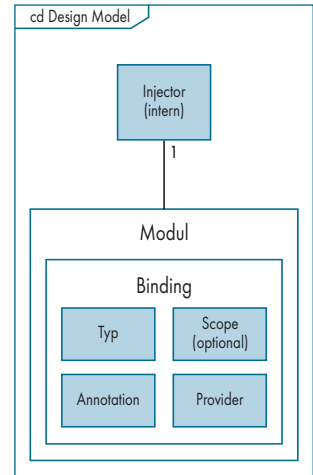 cd Design Model
Injector
(intern)
1
Modul
Binding
Typ
Scope
(optional)
Annotation
Provider